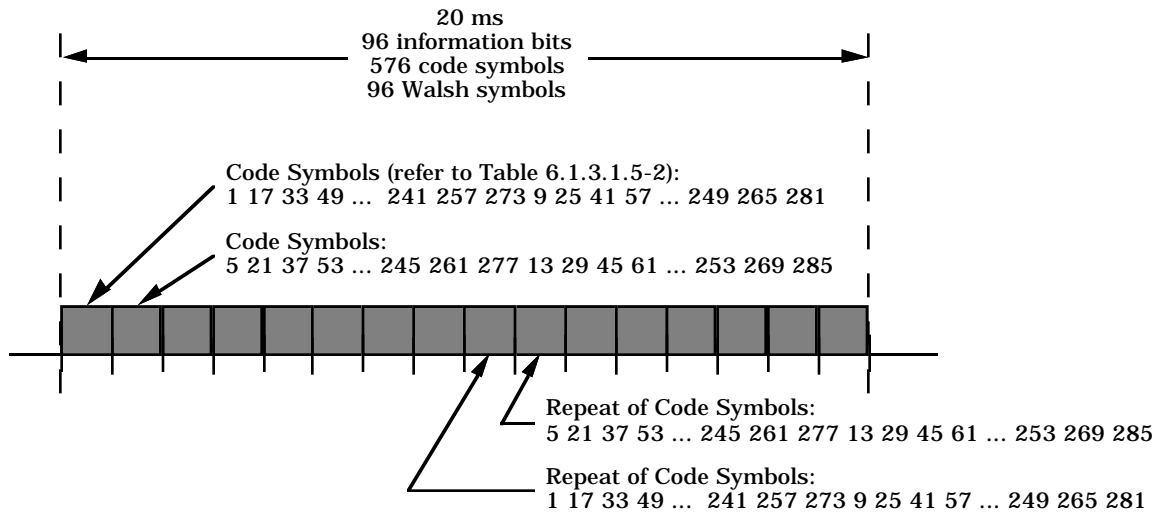 20 ms
96 information bits
576 code symbols
96 Walsh symbols
Code Symbols (refer to Table 6.1.3.1.5-2):
1 17 33 49 ... 241 257 273 9 25 41 57 ... 249 265 281
Code Symbols:
5 21 37 53 ... 245 261 277 13 29 45 61 ... 253 269 285
Repeat of Code Symbols:
5 21 37 53 ... 245 261 277 13 29 45 61 ... 253 269 285
Repeat of Code Symbols:
1 17 33 49 ... 241 257 273 9 25 41 57 ... 249 265 281